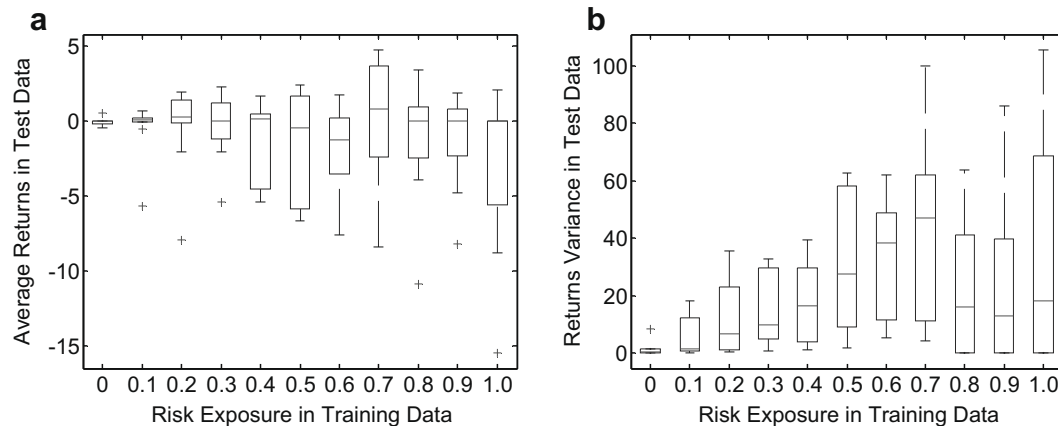 a
5
0
-5
-10
-15
Average Returns in Test Data
0 0.1 0.2 0.3 0.4 0.5 0.6 0.7 0.8 0.9 1.0
Risk Exposure in Training Data
b
100
80
60
40
20
0
Returns Variance in Test Data
0 0.1 0.2 0.3 0.4 0.5 0.6 0.7 0.8 0.9 1.0
Risk Exposure in Training Data